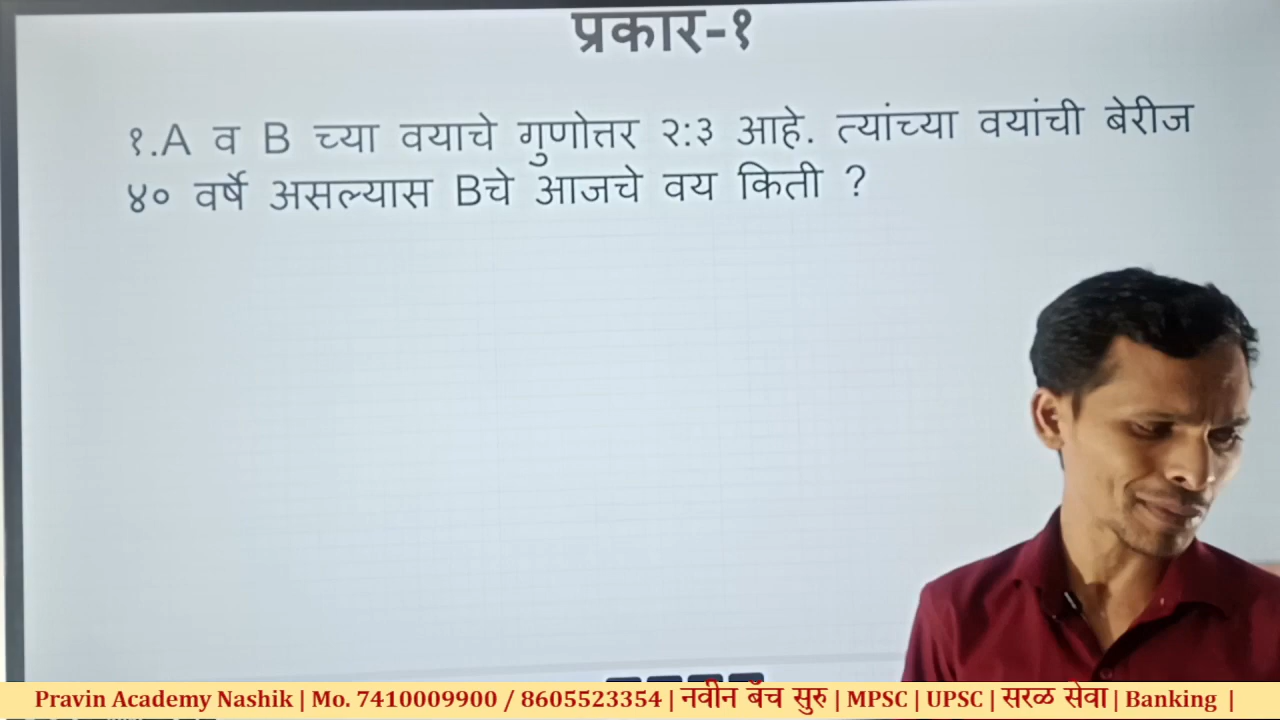 प्रकार-१
१.A व B च्या वयाचे गुणोत्तर २:३ आहे. त्यांच्या वयांची बेरीज
४० वर्षे असल्यास Bचे आजचे वय किती ?
Pravin Academy Nashik | Mo. 7410009900 / 8605523354 | नवीन बॅच सुरु | MPSC | UPSC | सरळ सेवा | Banking |